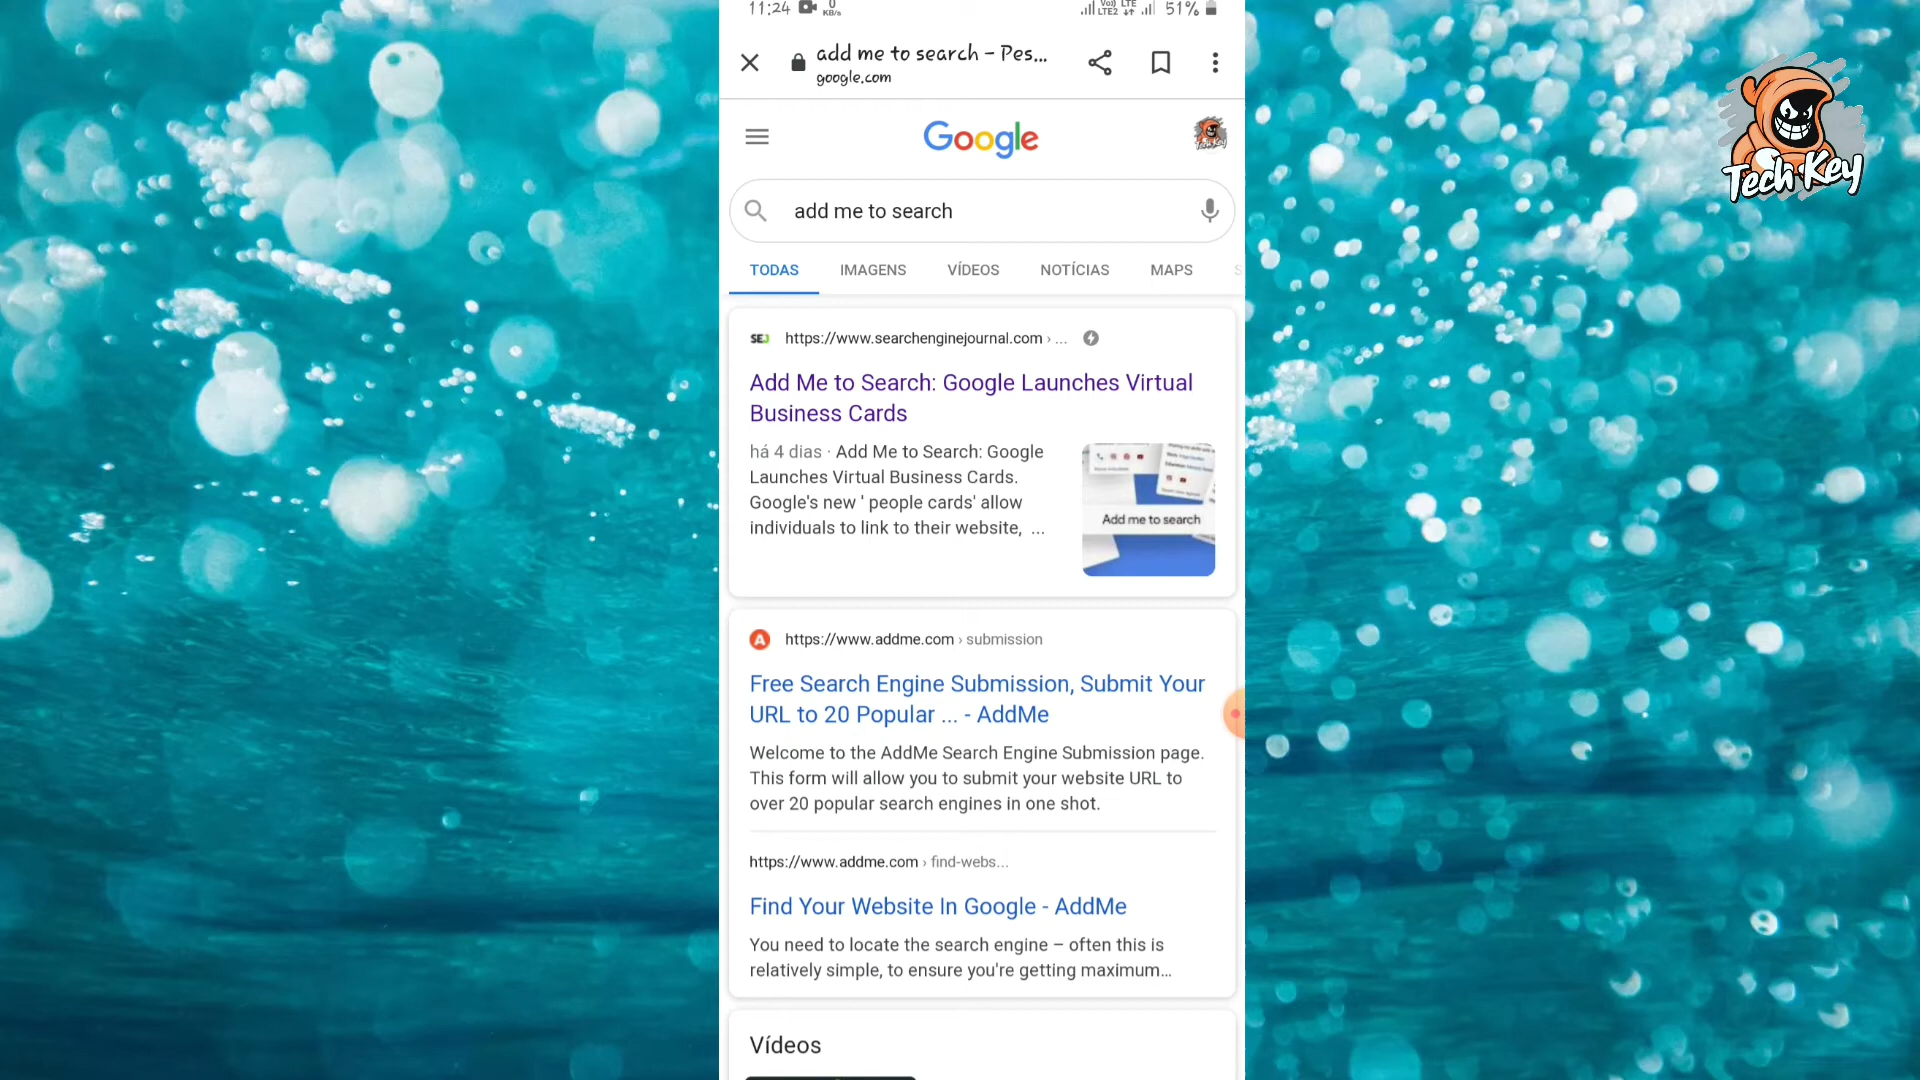 11:24 0 KB/s Vo) LTE LTE2 51%
add me to search – Pes...
google.com
Google
Tech Key
Tech Key
add me to search
TODAS IMAGENS VÍDEOS NOTÍCIAS MAPS S
SEJ https://www.searchenginejournal.com › ...
Add Me to Search: Google Launches Virtual
Business Cards
há 4 dias · Add Me to Search: Google
Launches Virtual Business Cards.
Google's new ' people cards' allow
individuals to link to their website, ...
Add me to search
A https://www.addme.com › submission
Free Search Engine Submission, Submit Your
URL to 20 Popular ... - AddMe
Welcome to the AddMe Search Engine Submission page.
This form will allow you to submit your website URL to
over 20 popular search engines in one shot.
https://www.addme.com › find-webs...
Find Your Website In Google - AddMe
You need to locate the search engine – often this is
relatively simple, to ensure you're getting maximum...
Vídeos